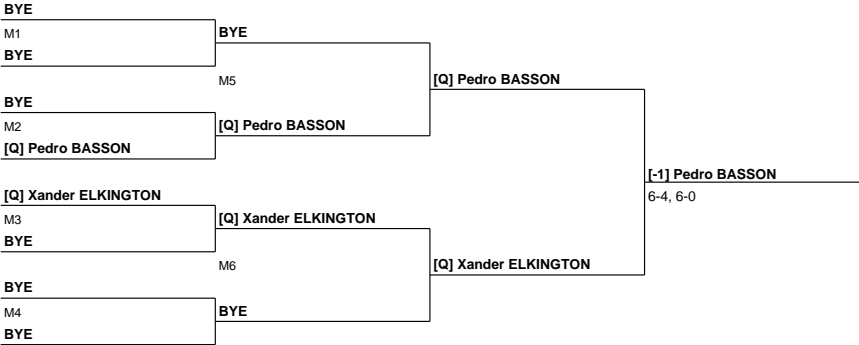 BYE
M1
BYE
BYE
M5
BYE
M2
[Q] Pedro BASSON
[Q] Pedro BASSON
[Q] Pedro BASSON
[Q] Xander ELKINGTON
M3
BYE
[Q] Xander ELKINGTON
M6
BYE
M4
BYE
BYE
[Q] Xander ELKINGTON
[-1] Pedro BASSON
6-4, 6-0